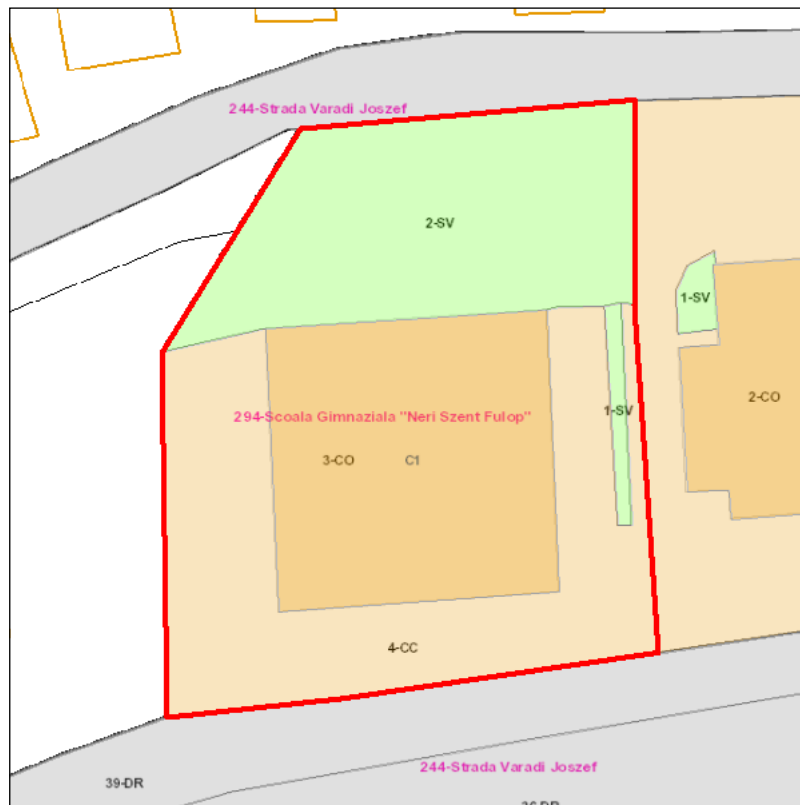 244-Strada Varadi Joszef
2-SV
1-SV
294-Scoala Gimnaziala "Neri Szent Fulop"
1-SV
2-CO
3-CO
C1
4-CC
244-Strada Varadi Joszef
39-DR